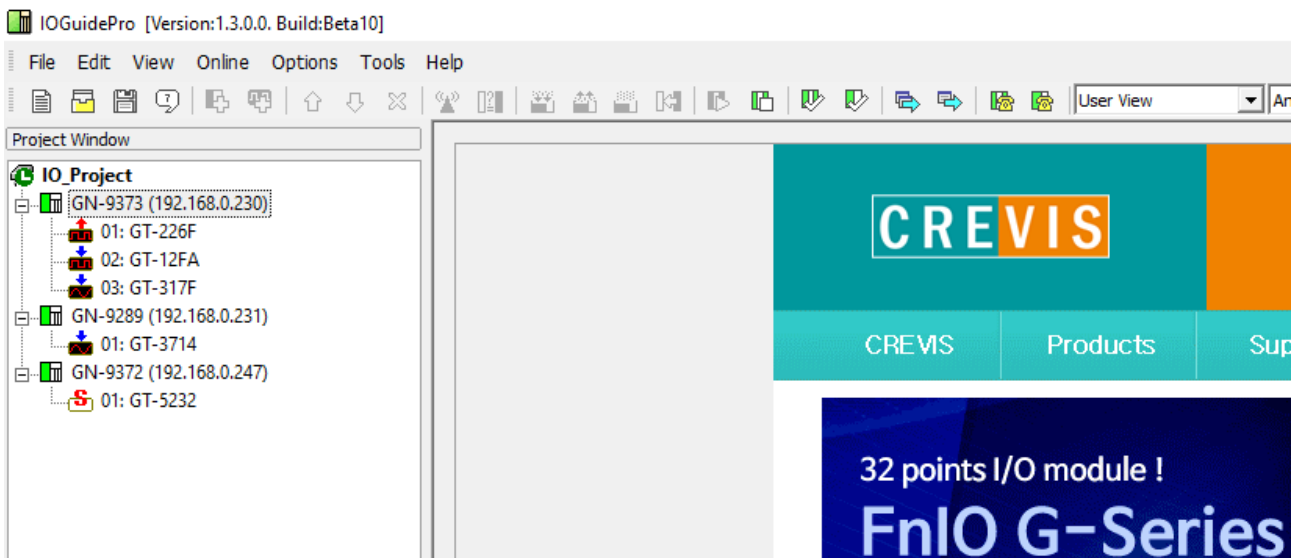 IOGuidePro [Version:1.3.0.0. Build:Beta10]
File Edit View Online Options Tools Help
User View
An
Project Window
IO_Project
GN-9373 (192.168.0.230)
01: GT-226F
02: GT-12FA
03: GT-317F
GN-9289 (192.168.0.231)
01: GT-3714
GN-9372 (192.168.0.247)
S 01: GT-5232
CREVIS
CREVIS Products Sup
32 points I/O module !
FnIO G-Series